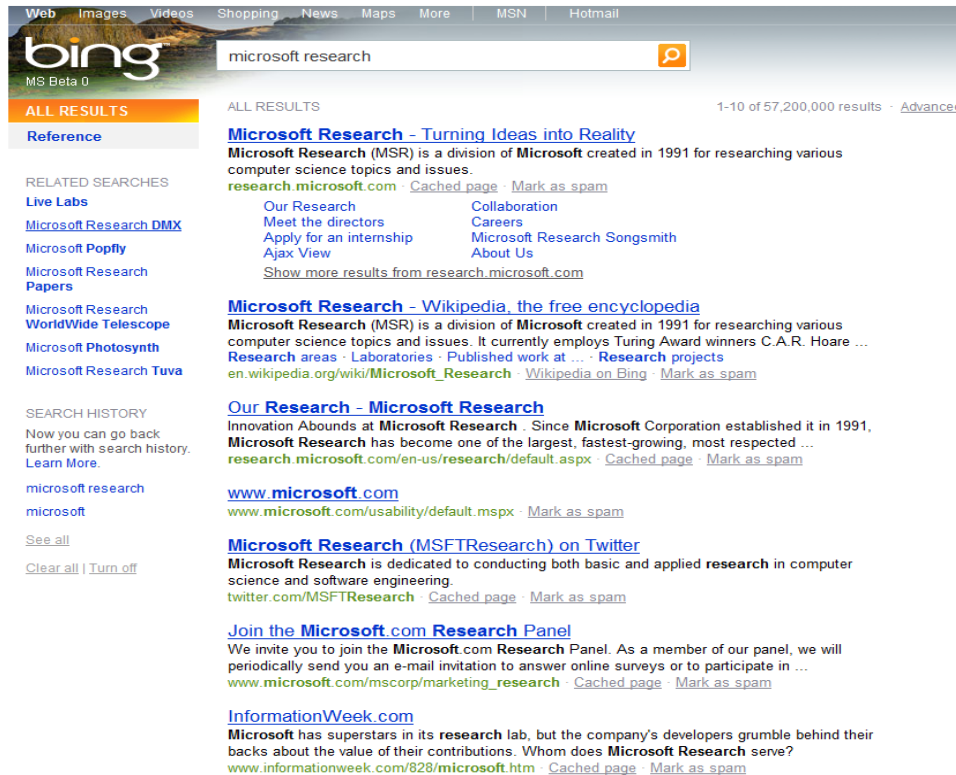 Web Images Videos Shopping News Maps More | MSN | Hotmail
bing™
MS Beta 0
microsoft research
ALL RESULTS
Reference
RELATED SEARCHES
Live Labs
Microsoft Research DMX
Microsoft Popfly
Microsoft Research
Papers
Microsoft Research
WorldWide Telescope
Microsoft Photosynth
Microsoft Research Tuva
SEARCH HISTORY
Now you can go back
further with search history.
Learn More.
microsoft research
microsoft
See all
Clear all | Turn off
ALL RESULTS
1-10 of 57,200,000 results · Advanced
Microsoft Research - Turning Ideas into Reality
Microsoft Research (MSR) is a division of Microsoft created in 1991 for researching various
computer science topics and issues.
research.microsoft.com · Cached page · Mark as spam
Our Research
Meet the directors
Apply for an internship
Ajax View
Collaboration
Careers
Microsoft Research Songsmith
About Us
Show more results from research.microsoft.com
Microsoft Research - Wikipedia, the free encyclopedia
Microsoft Research (MSR) is a division of Microsoft created in 1991 for researching various
computer science topics and issues. It currently employs Turing Award winners C.A.R. Hoare ...
Research areas · Laboratories · Published work at ... · Research projects
en.wikipedia.org/wiki/Microsoft_Research · Wikipedia on Bing · Mark as spam
Our Research - Microsoft Research
Innovation Abounds at Microsoft Research . Since Microsoft Corporation established it in 1991,
Microsoft Research has become one of the largest, fastest-growing, most respected ...
research.microsoft.com/en-us/research/default.aspx · Cached page · Mark as spam
www.microsoft.com
www.microsoft.com/usability/default.mspx · Mark as spam
Microsoft Research (MSFTResearch) on Twitter
Microsoft Research is dedicated to conducting both basic and applied research in computer
science and software engineering.
twitter.com/MSFTResearch · Cached page · Mark as spam
Join the Microsoft.com Research Panel
We invite you to join the Microsoft.com Research Panel. As a member of our panel, we will
periodically send you an e-mail invitation to answer online surveys or to participate in ...
www.microsoft.com/mscorp/marketing_research · Cached page · Mark as spam
InformationWeek.com
Microsoft has superstars in its research lab, but the company's developers grumble behind their
backs about the value of their contributions. Whom does Microsoft Research serve?
www.informationweek.com/828/microsoft.htm · Cached page · Mark as spam